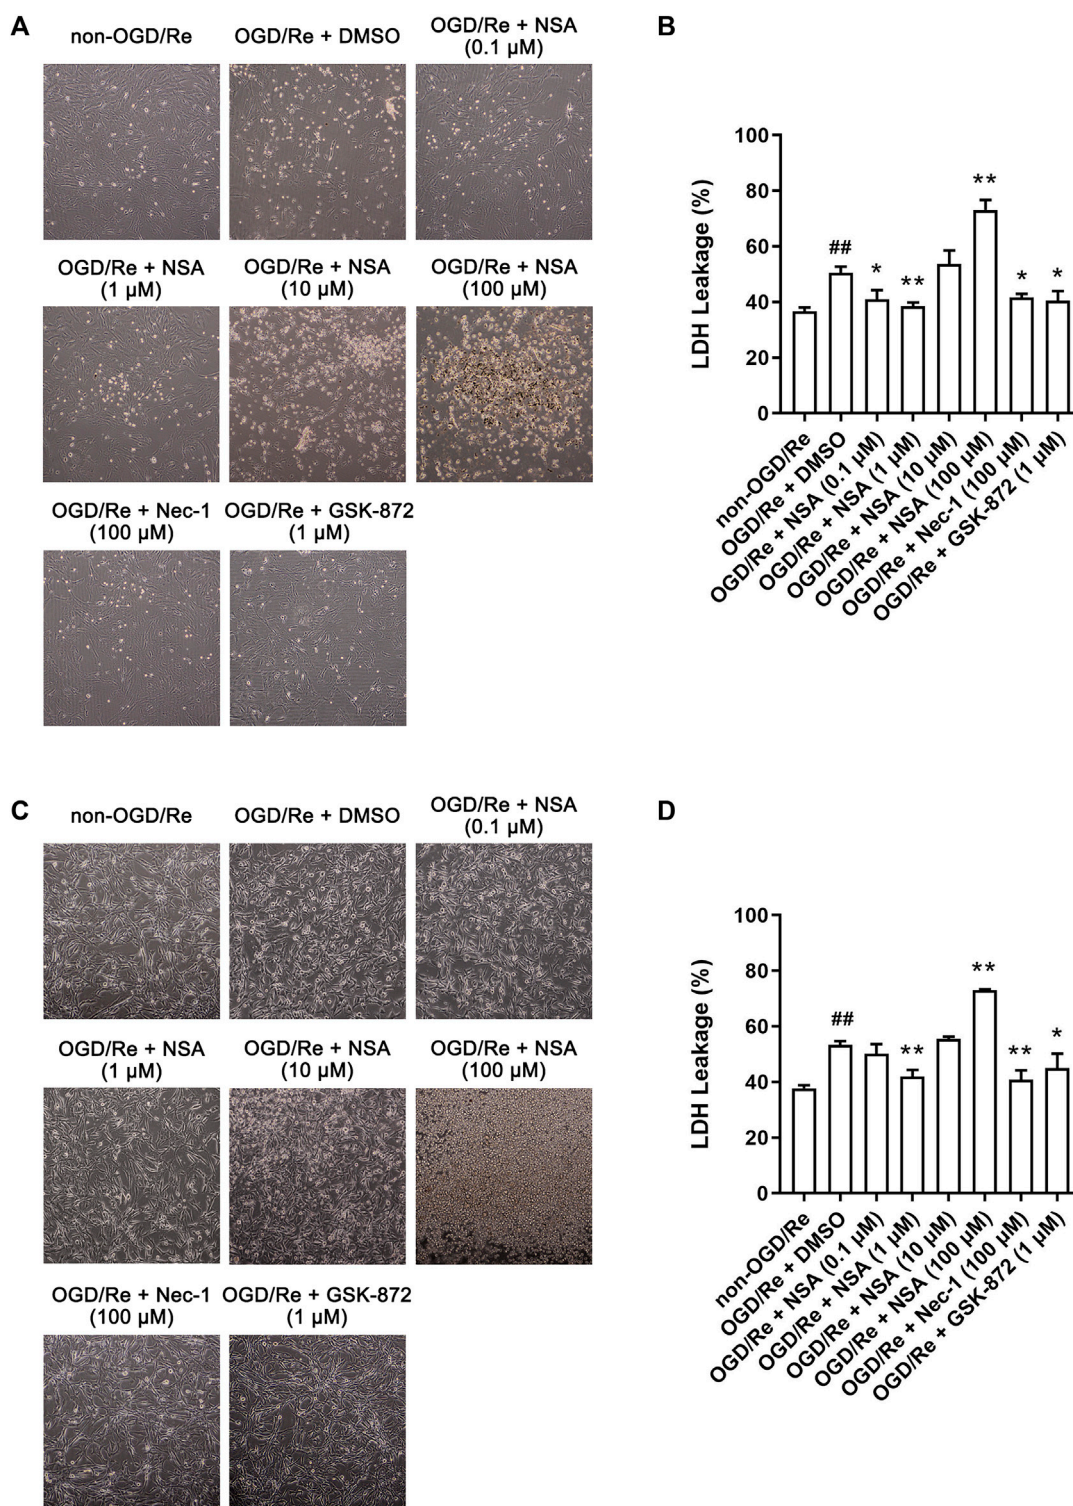 A
non-OGD/Re
OGD/Re + DMSO
OGD/Re + NSA
(0.1 µM)
OGD/Re + NSA
(1 µM)
OGD/Re + NSA
(10 µM)
OGD/Re + NSA
(100 µM)
OGD/Re + Nec-1
(100 µM)
OGD/Re + GSK-872
(1 µM)
B
LDH Leakage (%)
100
80
60
40
20
0
##
*
**
**
*
*
non-OGD/Re
OGD/Re + DMSO
OGD/Re + NSA (0.1 µM)
OGD/Re + NSA (1 µM)
OGD/Re + NSA (10 µM)
OGD/Re + NSA (100 µM)
OGD/Re + Nec-1 (100 µM)
OGD/Re + GSK-872 (1 µM)
C
non-OGD/Re
OGD/Re + DMSO
OGD/Re + NSA
(0.1 µM)
OGD/Re + NSA
(1 µM)
OGD/Re + NSA
(10 µM)
OGD/Re + NSA
(100 µM)
OGD/Re + Nec-1
(100 µM)
OGD/Re + GSK-872
(1 µM)
D
LDH Leakage (%)
100
80
60
40
20
0
##
**
**
**
*
non-OGD/Re
OGD/Re + DMSO
OGD/Re + NSA (0.1 µM)
OGD/Re + NSA (1 µM)
OGD/Re + NSA (10 µM)
OGD/Re + NSA (100 µM)
OGD/Re + Nec-1 (100 µM)
OGD/Re + GSK-872 (1 µM)